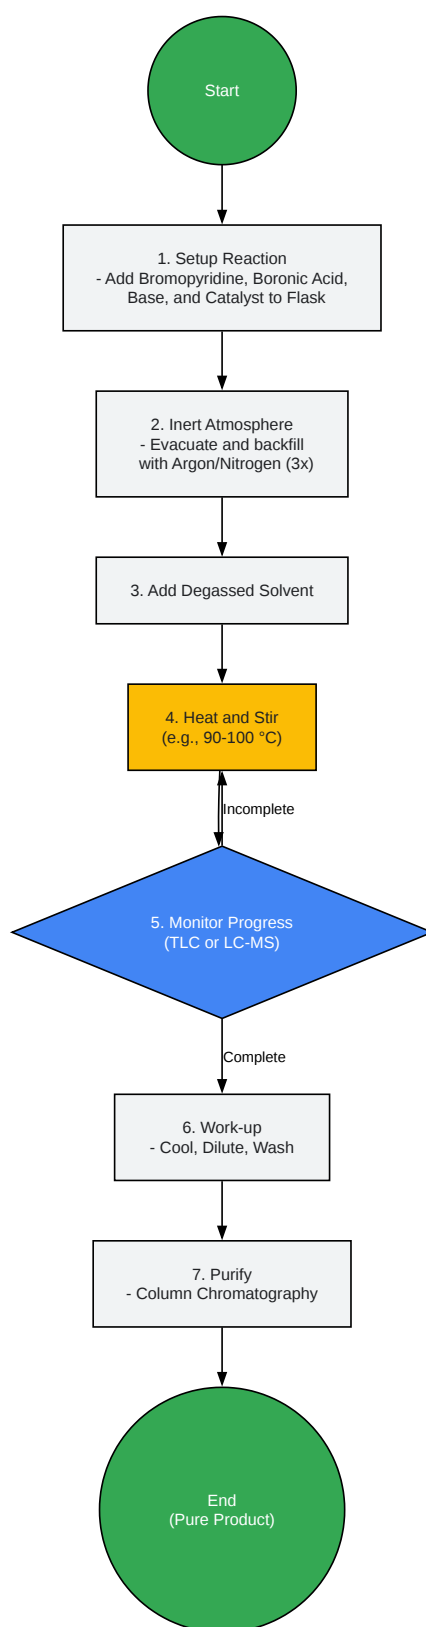 Start
1. Setup Reaction
- Add Bromopyridine, Boronic Acid,
Base, and Catalyst to Flask
2. Inert Atmosphere
- Evacuate and backfill
with Argon/Nitrogen (3x)
3. Add Degassed Solvent
4. Heat and Stir
(e.g., 90-100 °C)
Incomplete
5. Monitor Progress
(TLC or LC-MS)
Complete
6. Work-up
- Cool, Dilute, Wash
7. Purify
- Column Chromatography
End
(Pure Product)